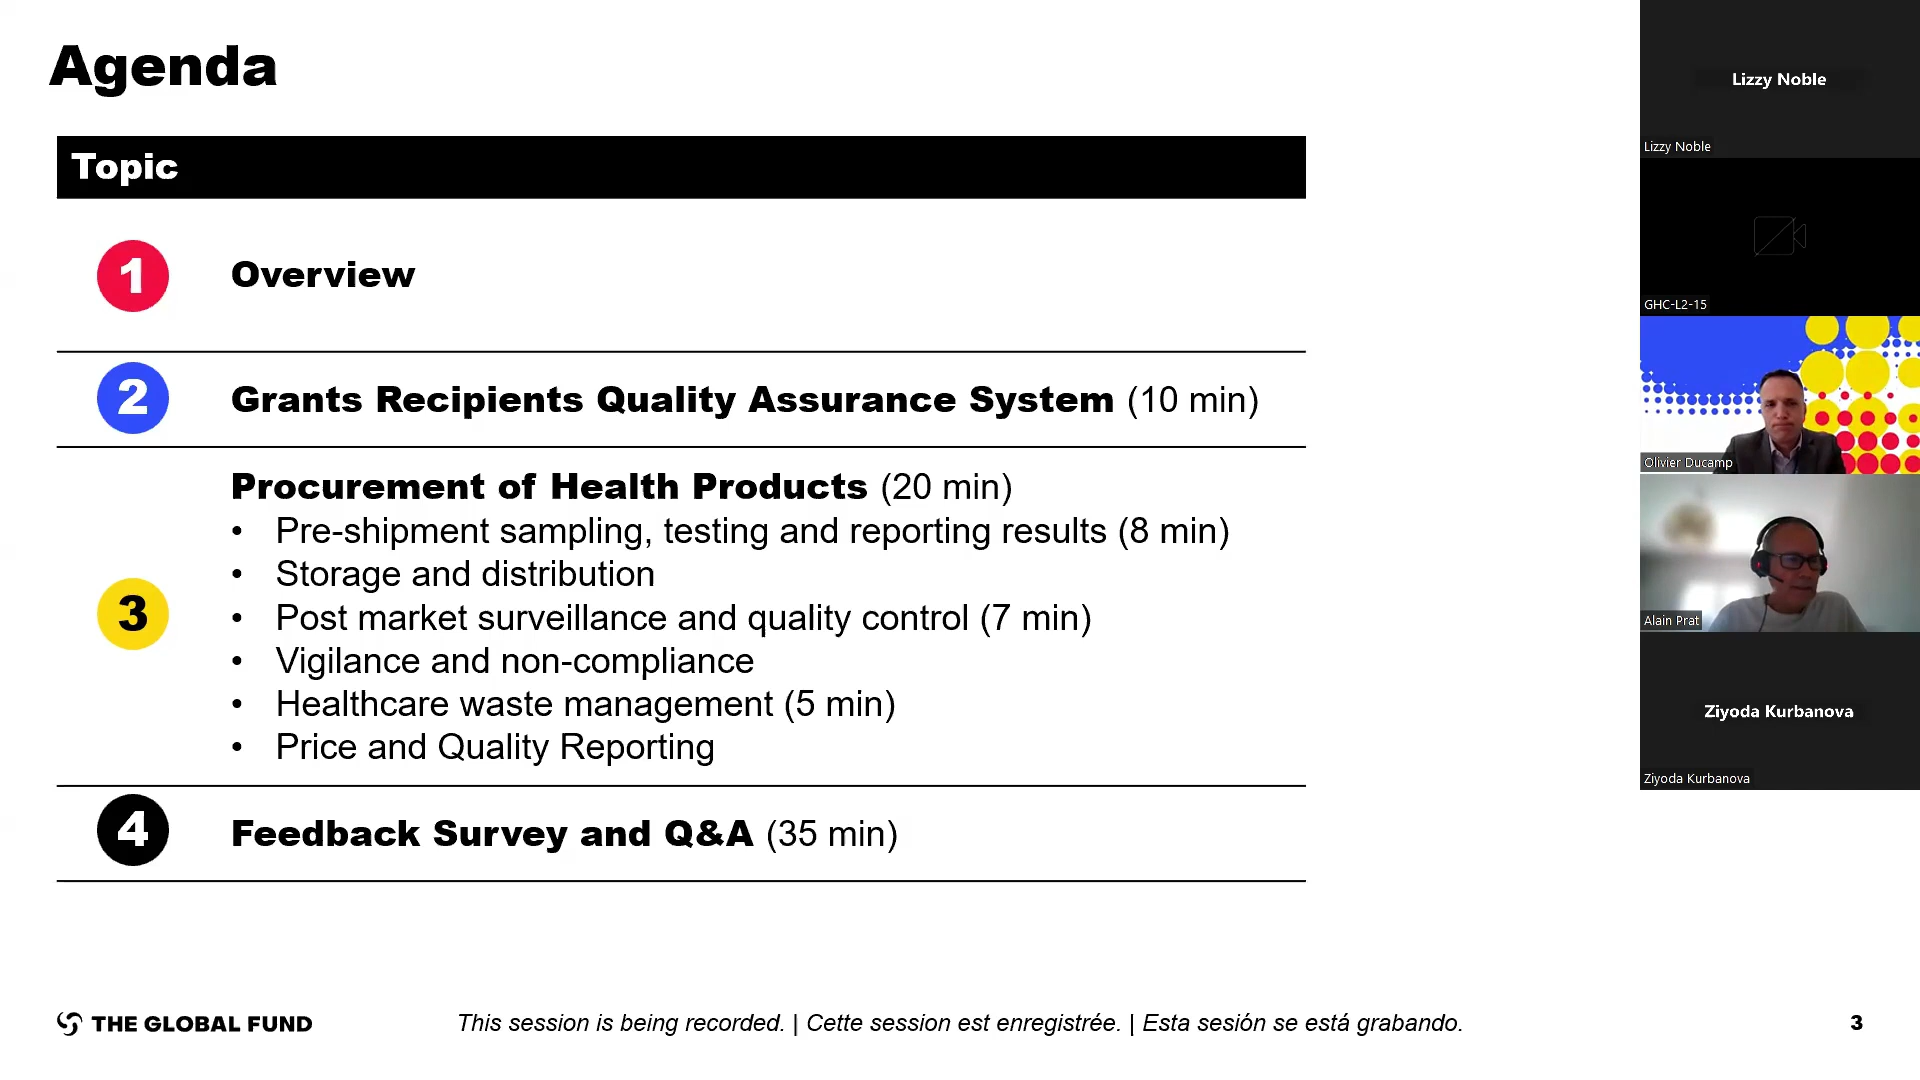 Agenda
Topic
1
Overview
2
Grants Recipients Quality Assurance System (10 min)
3
Procurement of Health Products (20 min)
• Pre-shipment sampling, testing and reporting results (8 min)
• Storage and distribution
• Post market surveillance and quality control (7 min)
• Vigilance and non-compliance
• Healthcare waste management (5 min)
• Price and Quality Reporting
4
Feedback Survey and Q&A (35 min)
THE GLOBAL FUND
This session is being recorded. | Cette session est enregistrée. | Esta sesión se está grabando.
3
Lizzy Noble
Lizzy Noble
GHC-L2-15
Olivier Ducamp
Alain Prat
Ziyoda Kurbanova
Ziyoda Kurbanova